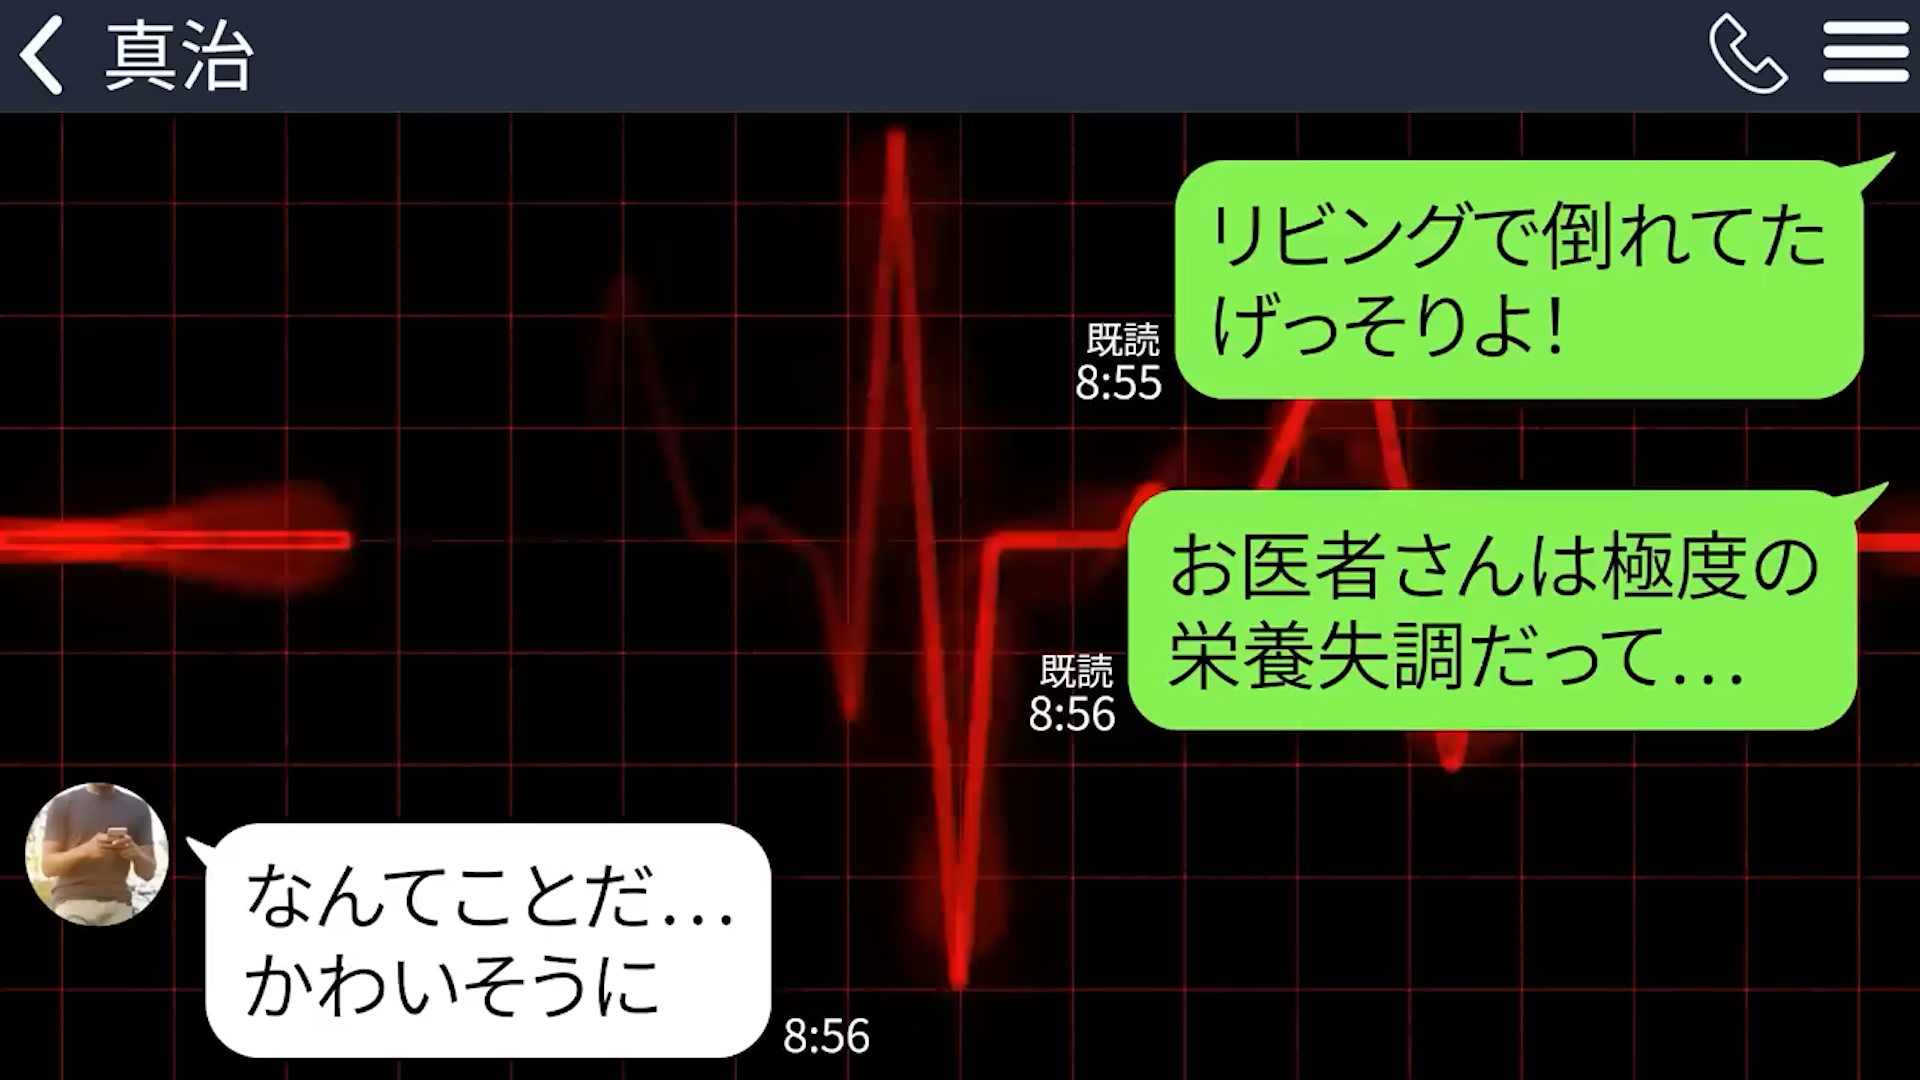 真治
リビングで倒れてた
げっそりよ!
既読
8:55
お医者さんは極度の
栄養失調だって...
既読
8:56
なんてことだ...
かわいそうに
8:56